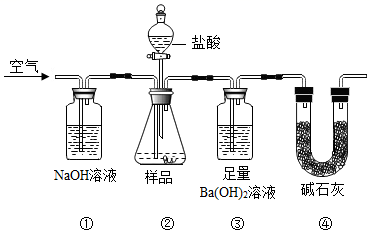 盐酸
空气
NaOH溶液
样品
足量
Ba(OH)₂溶液
碱石灰
① ② ③ ④